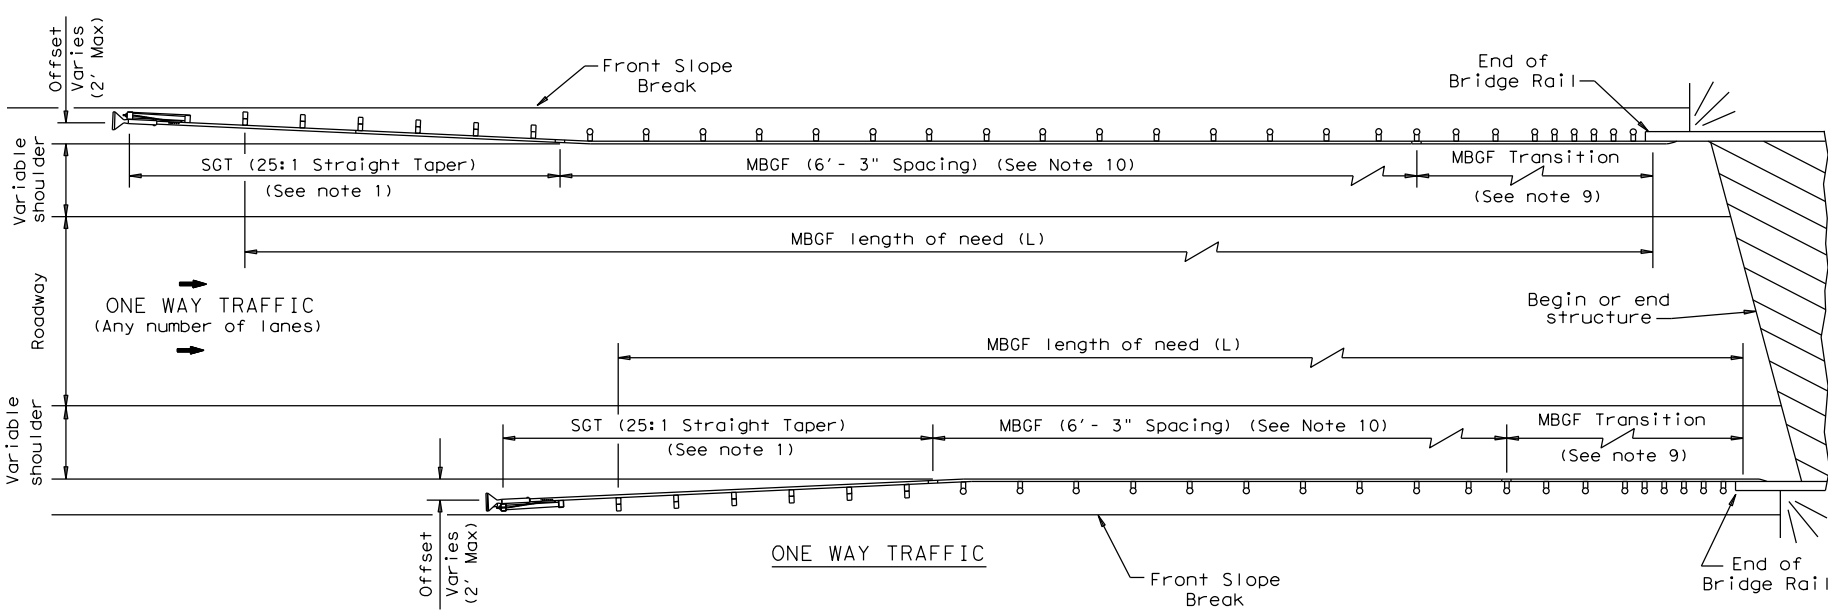 Offset
Varies
(2' Max)
Front Slope
Break
End of
Bridge Rail
Variable
shoulder
SGT (25:1 Straight Taper)
(See note 1)
MBGF (6'- 3" Spacing) (See Note 10)
MBGF Transition
(See note 9)
MBGF length of need (L)
Roadway
ONE WAY TRAFFIC
(Any number of lanes)
Begin or end
structure
MBGF length of need (L)
Variable
shoulder
SGT (25:1 Straight Taper)
(See note 1)
MBGF (6'- 3" Spacing) (See Note 10)
MBGF Transition
(See note 9)
Offset
Varies
(2' Max)
ONE WAY TRAFFIC
Front Slope
Break
End of
Bridge Rail